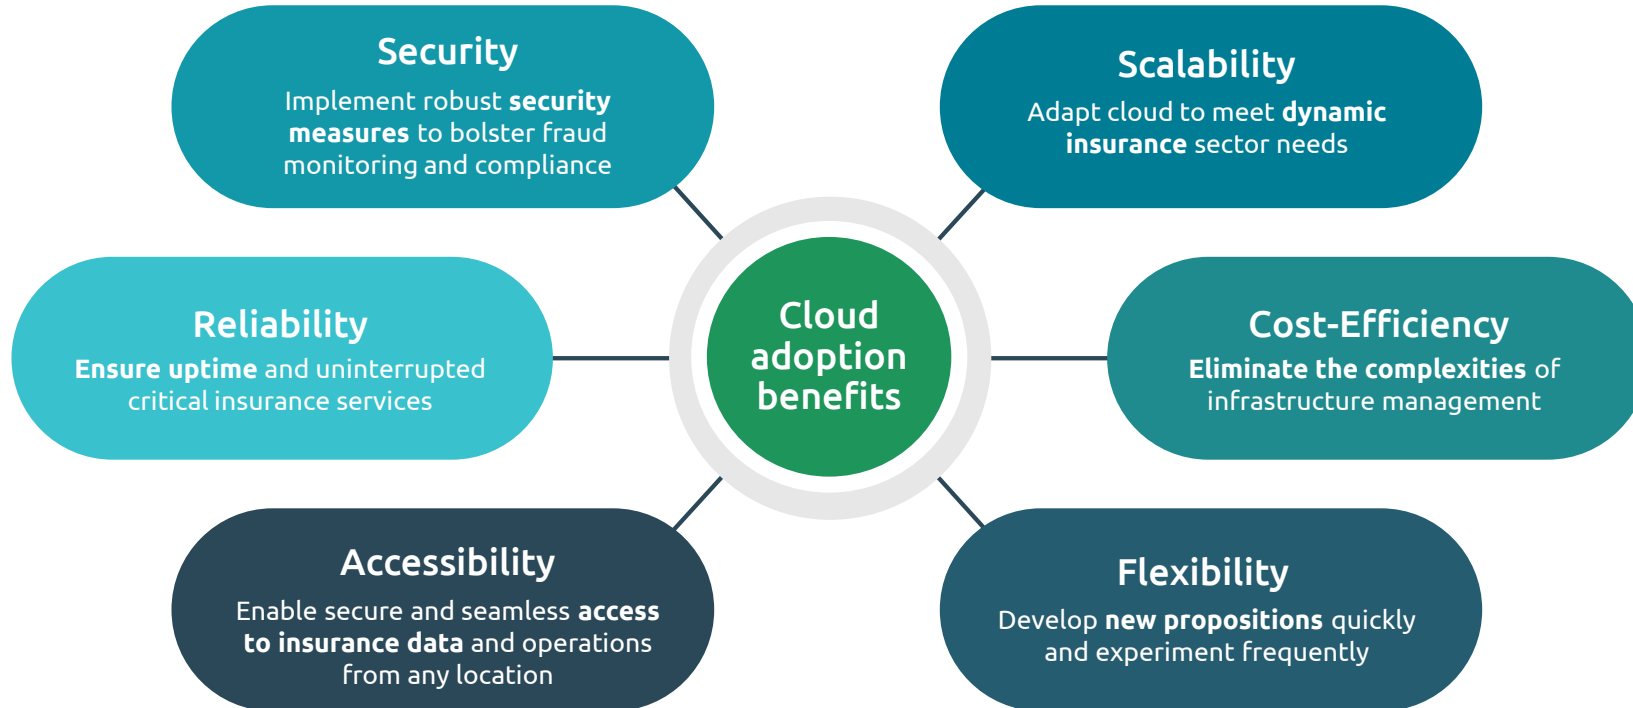 Security
Implement robust security
measures to bolster fraud
monitoring and compliance
Scalability
Adapt cloud to meet dynamic
insurance sector needs
Reliability
Ensure uptime and uninterrupted
critical insurance services
Cloud
adoption
benefits
Cost-Efficiency
Eliminate the complexities of
infrastructure management
Accessibility
Enable secure and seamless access
to insurance data and operations
from any location
Flexibility
Develop new propositions quickly
and experiment frequently